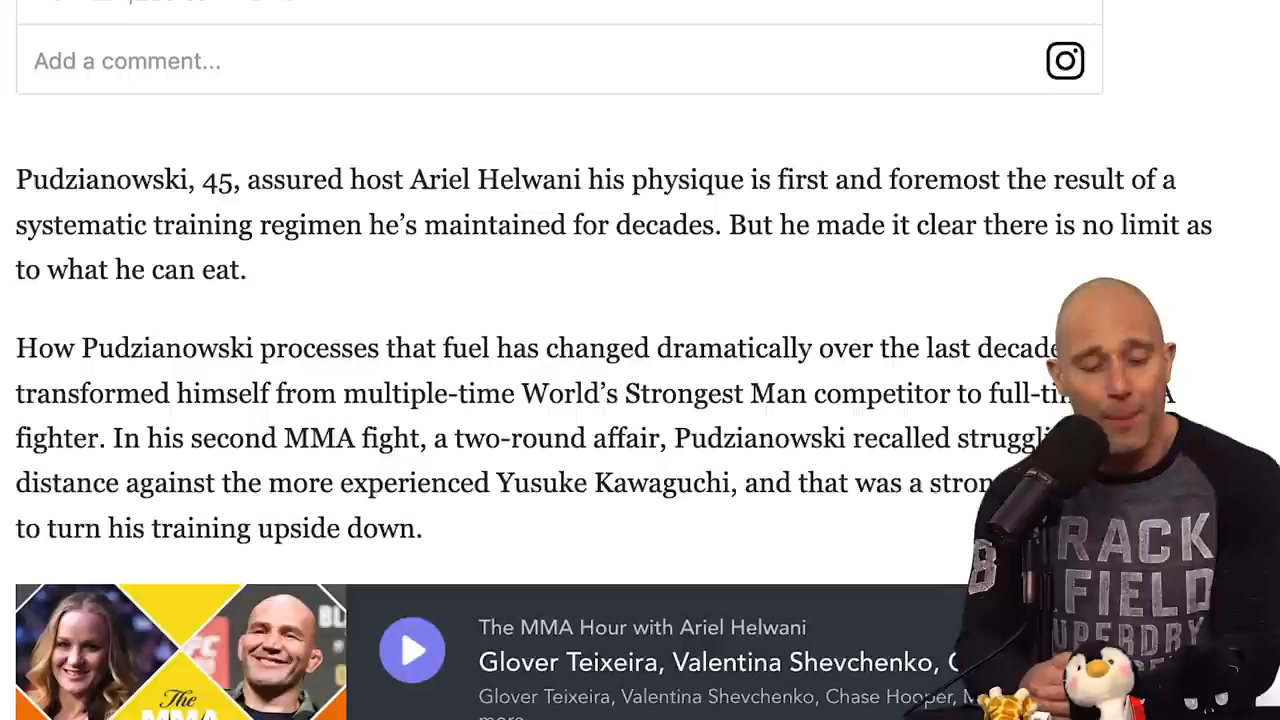 Add a comment...
Pudzianowski, 45, assured host Ariel Helwani his physique is first and foremost the result of a
systematic training regimen he’s maintained for decades. But he made it clear there is no limit as
to what he can eat.
How Pudzianowski processes that fuel has changed dramatically over the last decade
transformed himself from multiple-time World’s Strongest Man competitor to
fighter. In his second MMA fight, a two-round affair, Pudzianowski recalled
distance against the more experienced Yusuke Kawaguchi, and that was a
to turn his training upside down.
The MMA Hour with Ariel Helwani
Glover Teixeira, Valentina Shevchenko,
Glover Teixeira, Valentina Shevchenko, Chase Hooper,
The
RACK
FIELD
SUPERDRY